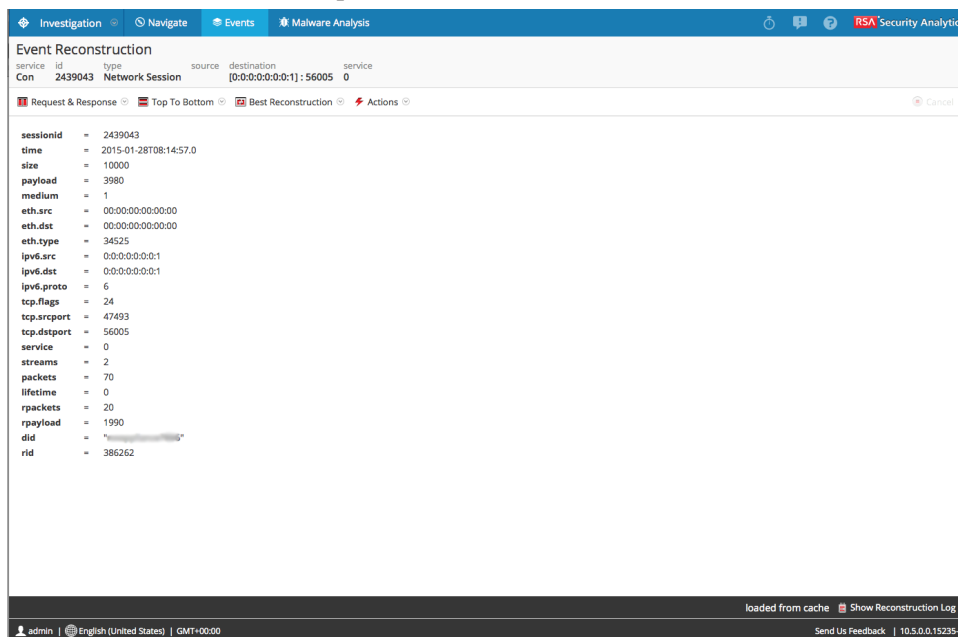 Investigation Navigate Events Malware Analysis RSA Security Analytic
Event Reconstruction
service id type source destination service
Con 2439043 Network Session [0:0:0:0:0:0:0:1] : 56005 0
Request & Response Top To Bottom Best Reconstruction Actions Cancel
sessionid = 2439043
time = 2015-01-28T08:14:57.0
size = 10000
payload = 3980
medium = 1
eth.src = 00:00:00:00:00:00
eth.dst = 00:00:00:00:00:00
eth.type = 34525
ipv6.src = 0:0:0:0:0:0:0:1
ipv6.dst = 0:0:0:0:0:0:0:1
ipv6.proto = 6
tcp.flags = 24
tcp.srcport = 47493
tcp.dstport = 56005
service = 0
streams = 2
packets = 70
lifetime = 0
rpackets = 20
rpayload = 1990
did = " "
rid = 386262
loaded from cache Show Reconstruction Log
admin | English (United States) | GMT+00:00 Send Us Feedback | 10.5.0.0.15235-